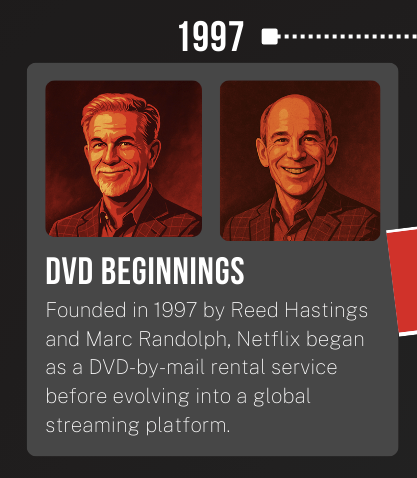 1997
DVD BEGINNINGS
Founded in 1997 by Reed Hastings
and Marc Randolph, Netflix began
as a DVD-by-mail rental service
before evolving into a global
streaming platform.